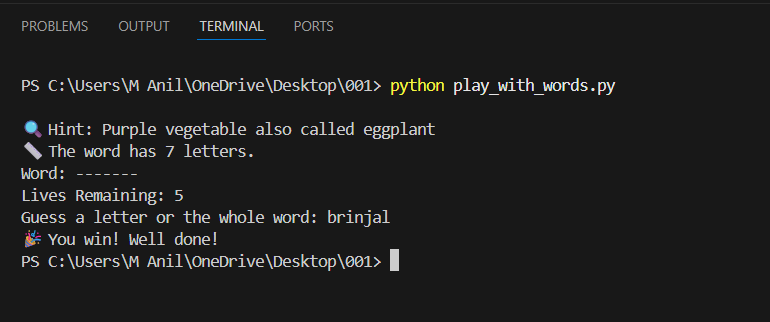 PROBLEMS OUTPUT TERMINAL PORTS
PS C:\Users\M Anil\OneDrive\Desktop\001> python play_with_words.py
🔍 Hint: Purple vegetable also called eggplant
📏 The word has 7 letters.
Word: -------
Lives Remaining: 5
Guess a letter or the whole word: brinjal
🎉 You win! Well done!
PS C:\Users\M Anil\OneDrive\Desktop\001>